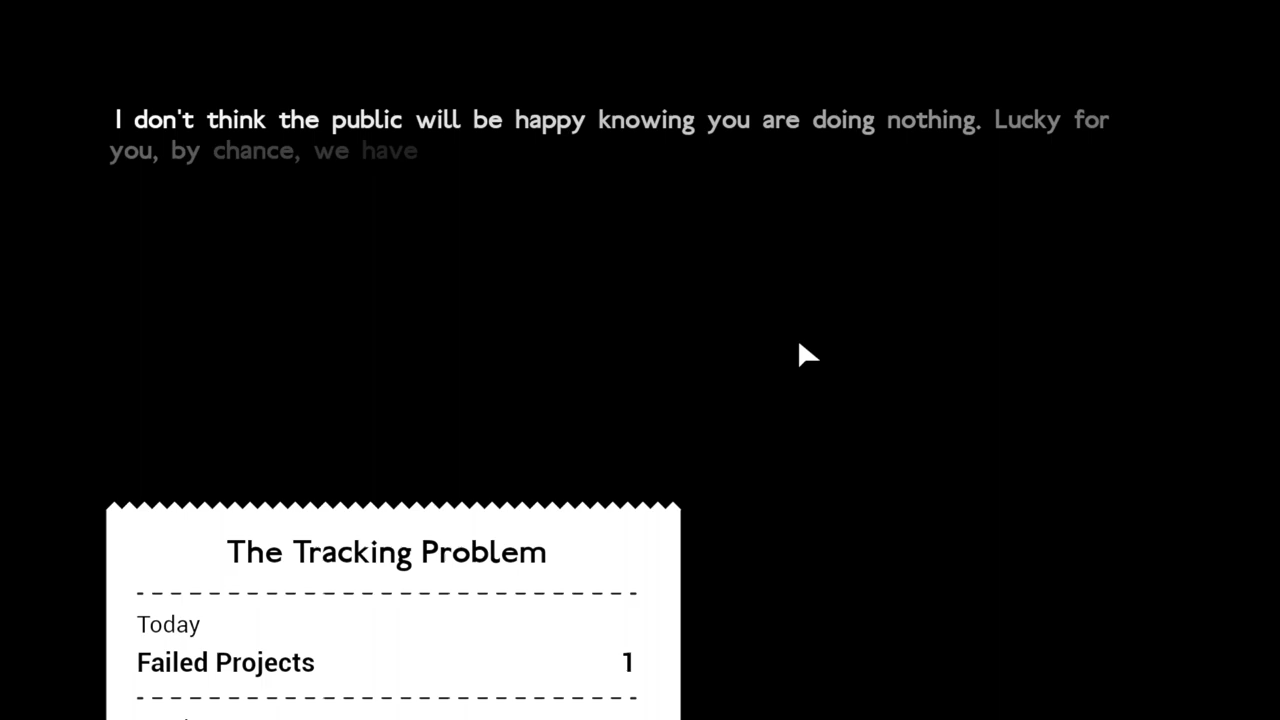 I don't think the public will be happy knowing you are doing nothing. Lucky for
you, by chance, we have
The Tracking Problem
Today
Failed Projects 1